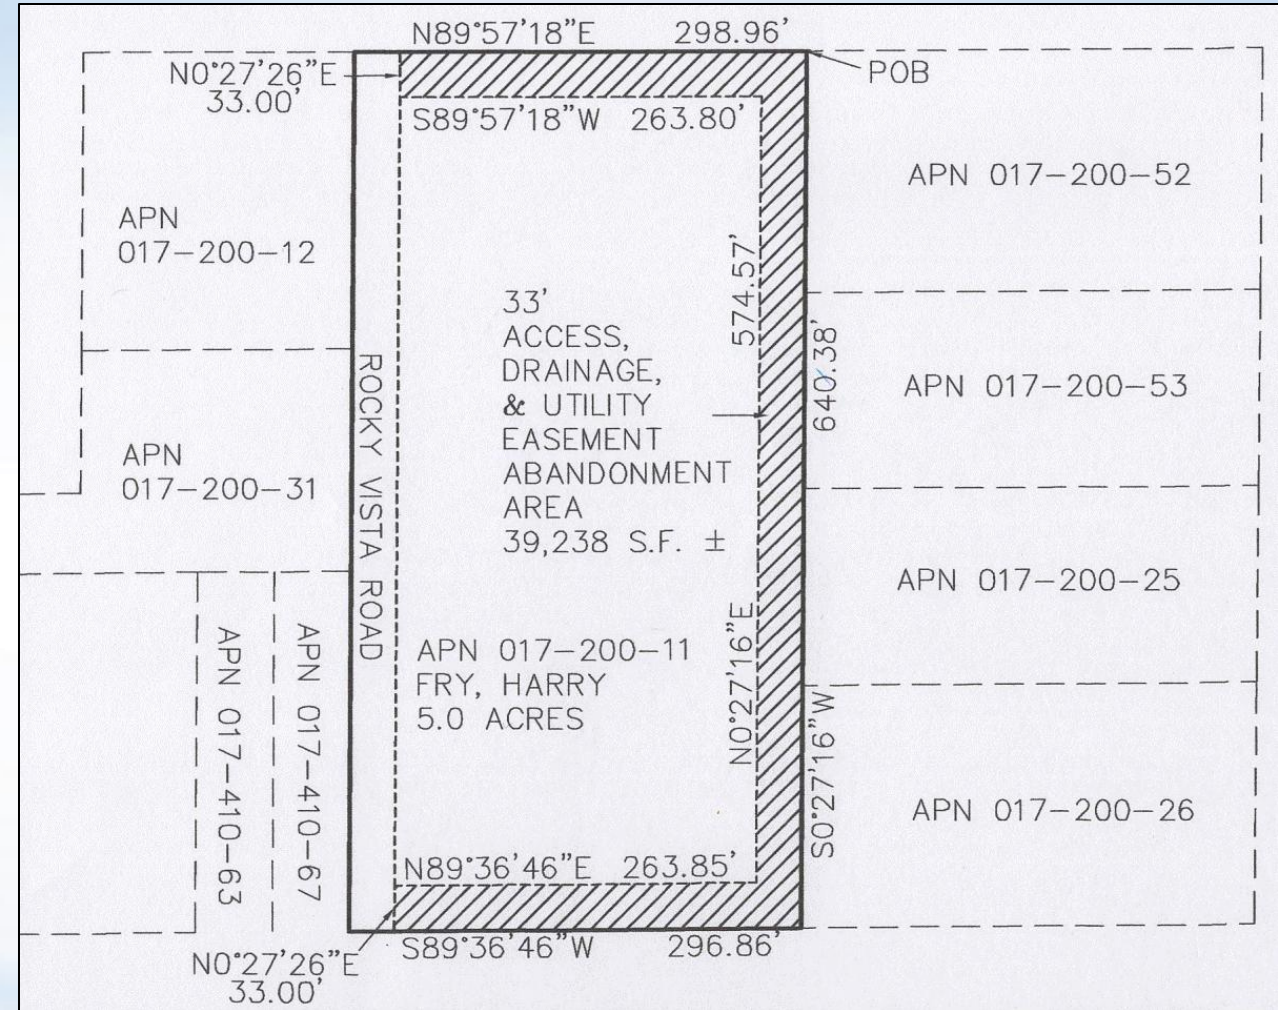 N89°57'18"E 298.96'
N0°27'26"E
33.00'
POB
S89°57'18"W 263.80'
APN 017-200-52
APN
017-200-12
574.57'
33'
ACCESS,
DRAINAGE,
& UTILITY
EASEMENT
ABANDONMENT
AREA
39,238 S.F. ±
640.38'
APN 017-200-53
ROCKY VISTA ROAD
APN
017-200-31
APN 017-200-25
APN 017-410-63
APN 017-410-67
APN 017-200-11
FRY, HARRY
5.0 ACRES
N0°27'16"E
S0°27'16"W
APN 017-200-26
N89°36'46"E 263.85'
S89°36'46"W 296.86'
N0°27'26"E
33.00'